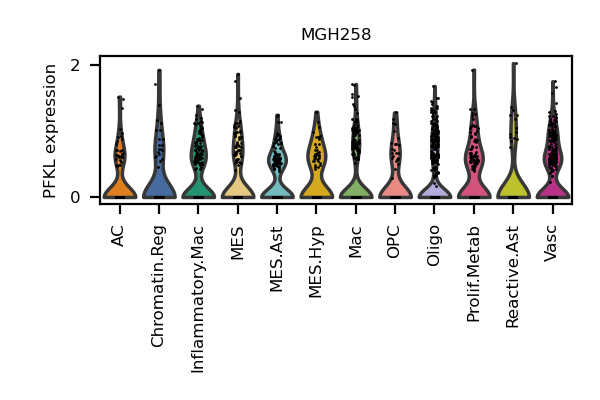 MGH258
PFKL expression
2
0
AC
Chromatin.Reg
Inflammatory.Mac
MES
MES.Ast
MES.Hyp
Mac
OPC
Oligo
Prolif.Metab
Reactive.Ast
Vasc